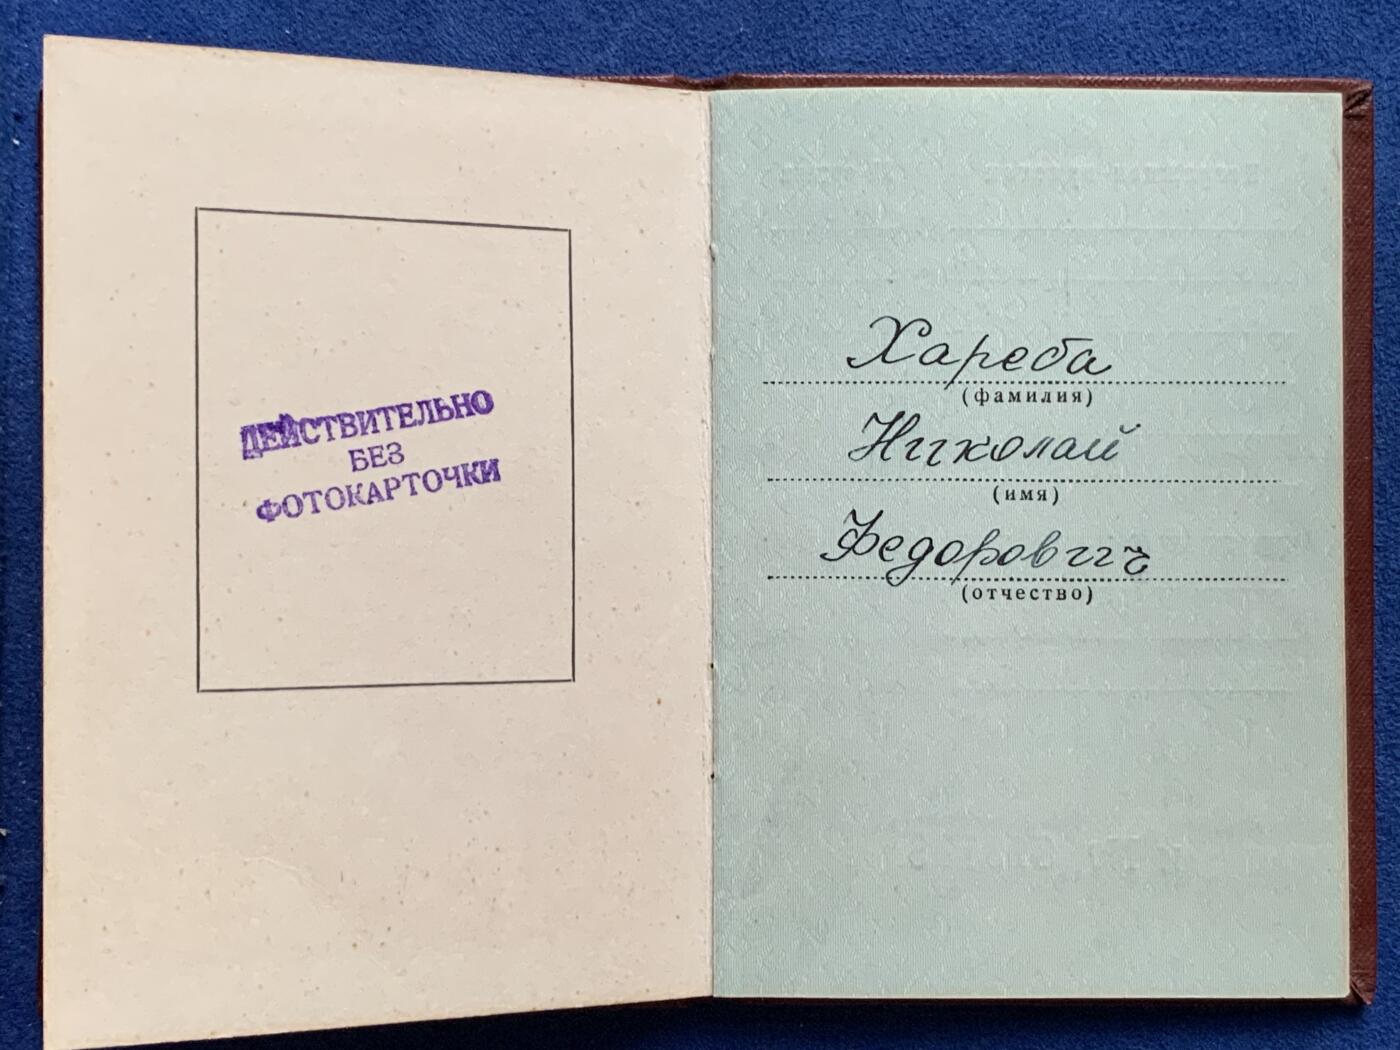 ДЕЙСТВИТЕЛЬНО
БЕЗ
ФОТОКАРТОЧКИ
Хареба
(фамилия)
Николай
(имя)
Федорович
(отчество)